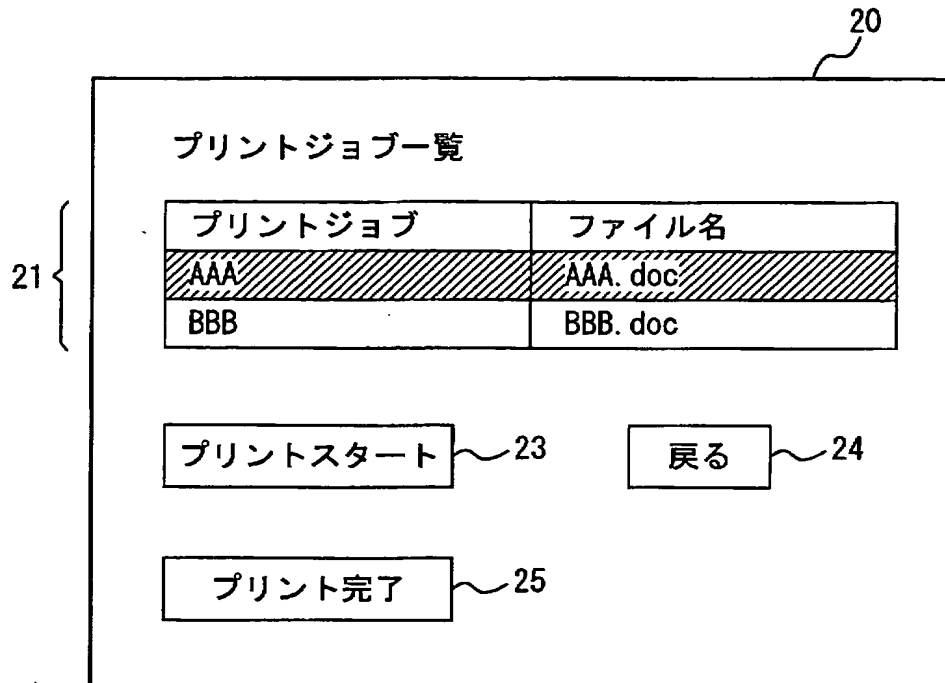 20
プリントジョブ一覧
プリントジョブ ファイル名
21
AAA AAA.doc
BBB BBB.doc
プリントスタート 23 戻る 24
プリント完了 25